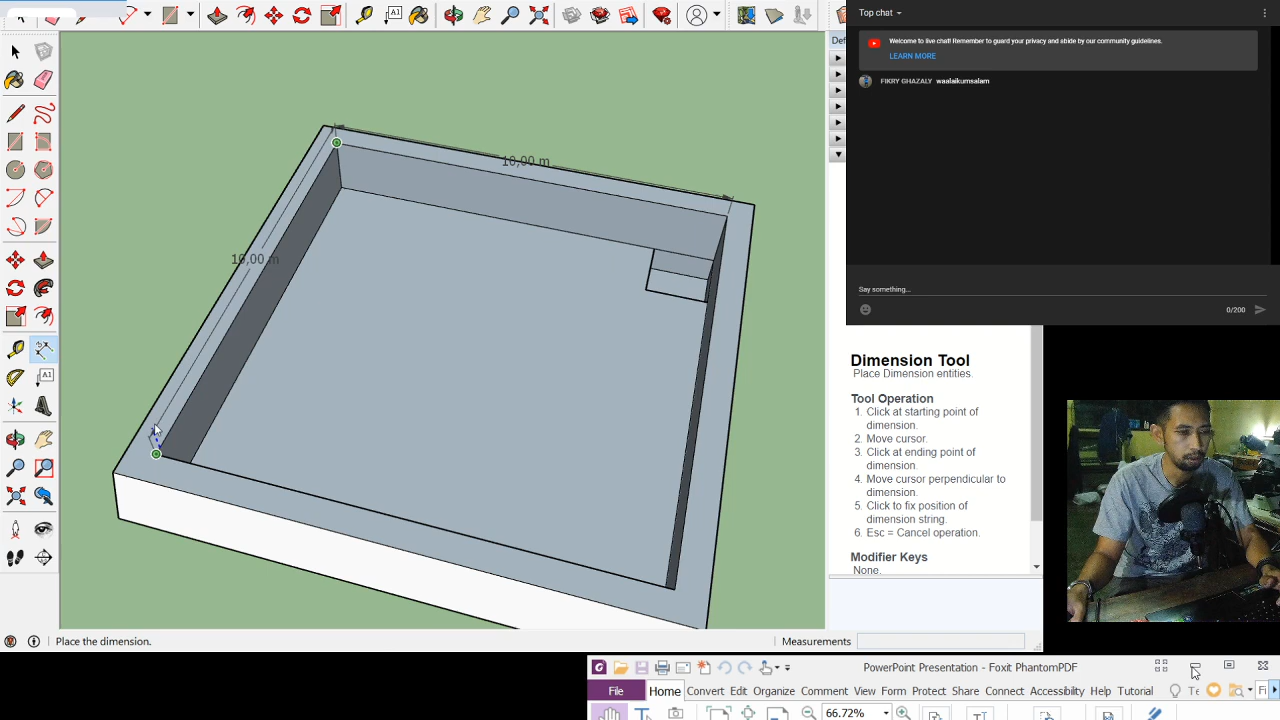 Top chat
Welcome to live chat! Remember to guard your privacy and abide by our community guidelines.
LEARN MORE
FIKRY GHAZALY waalaikumsalam
Say something...
0/200
A1
De
10,00 m
10,00 m
A1
Dimension Tool
Place Dimension entities.
Tool Operation
1. Click at starting point of
dimension.
2. Move cursor.
3. Click at ending point of
dimension.
4. Move cursor perpendicular to
dimension.
5. Click to fix position of
dimension string.
6. Esc = Cancel operation.
Modifier Keys
None.
Place the dimension.
Measurements
PowerPoint Presentation - Foxit PhantomPDF
File Home Convert Edit Organize Comment View Form Protect Share Connect Accessibility Help Tutorial Te Fi
66.72%